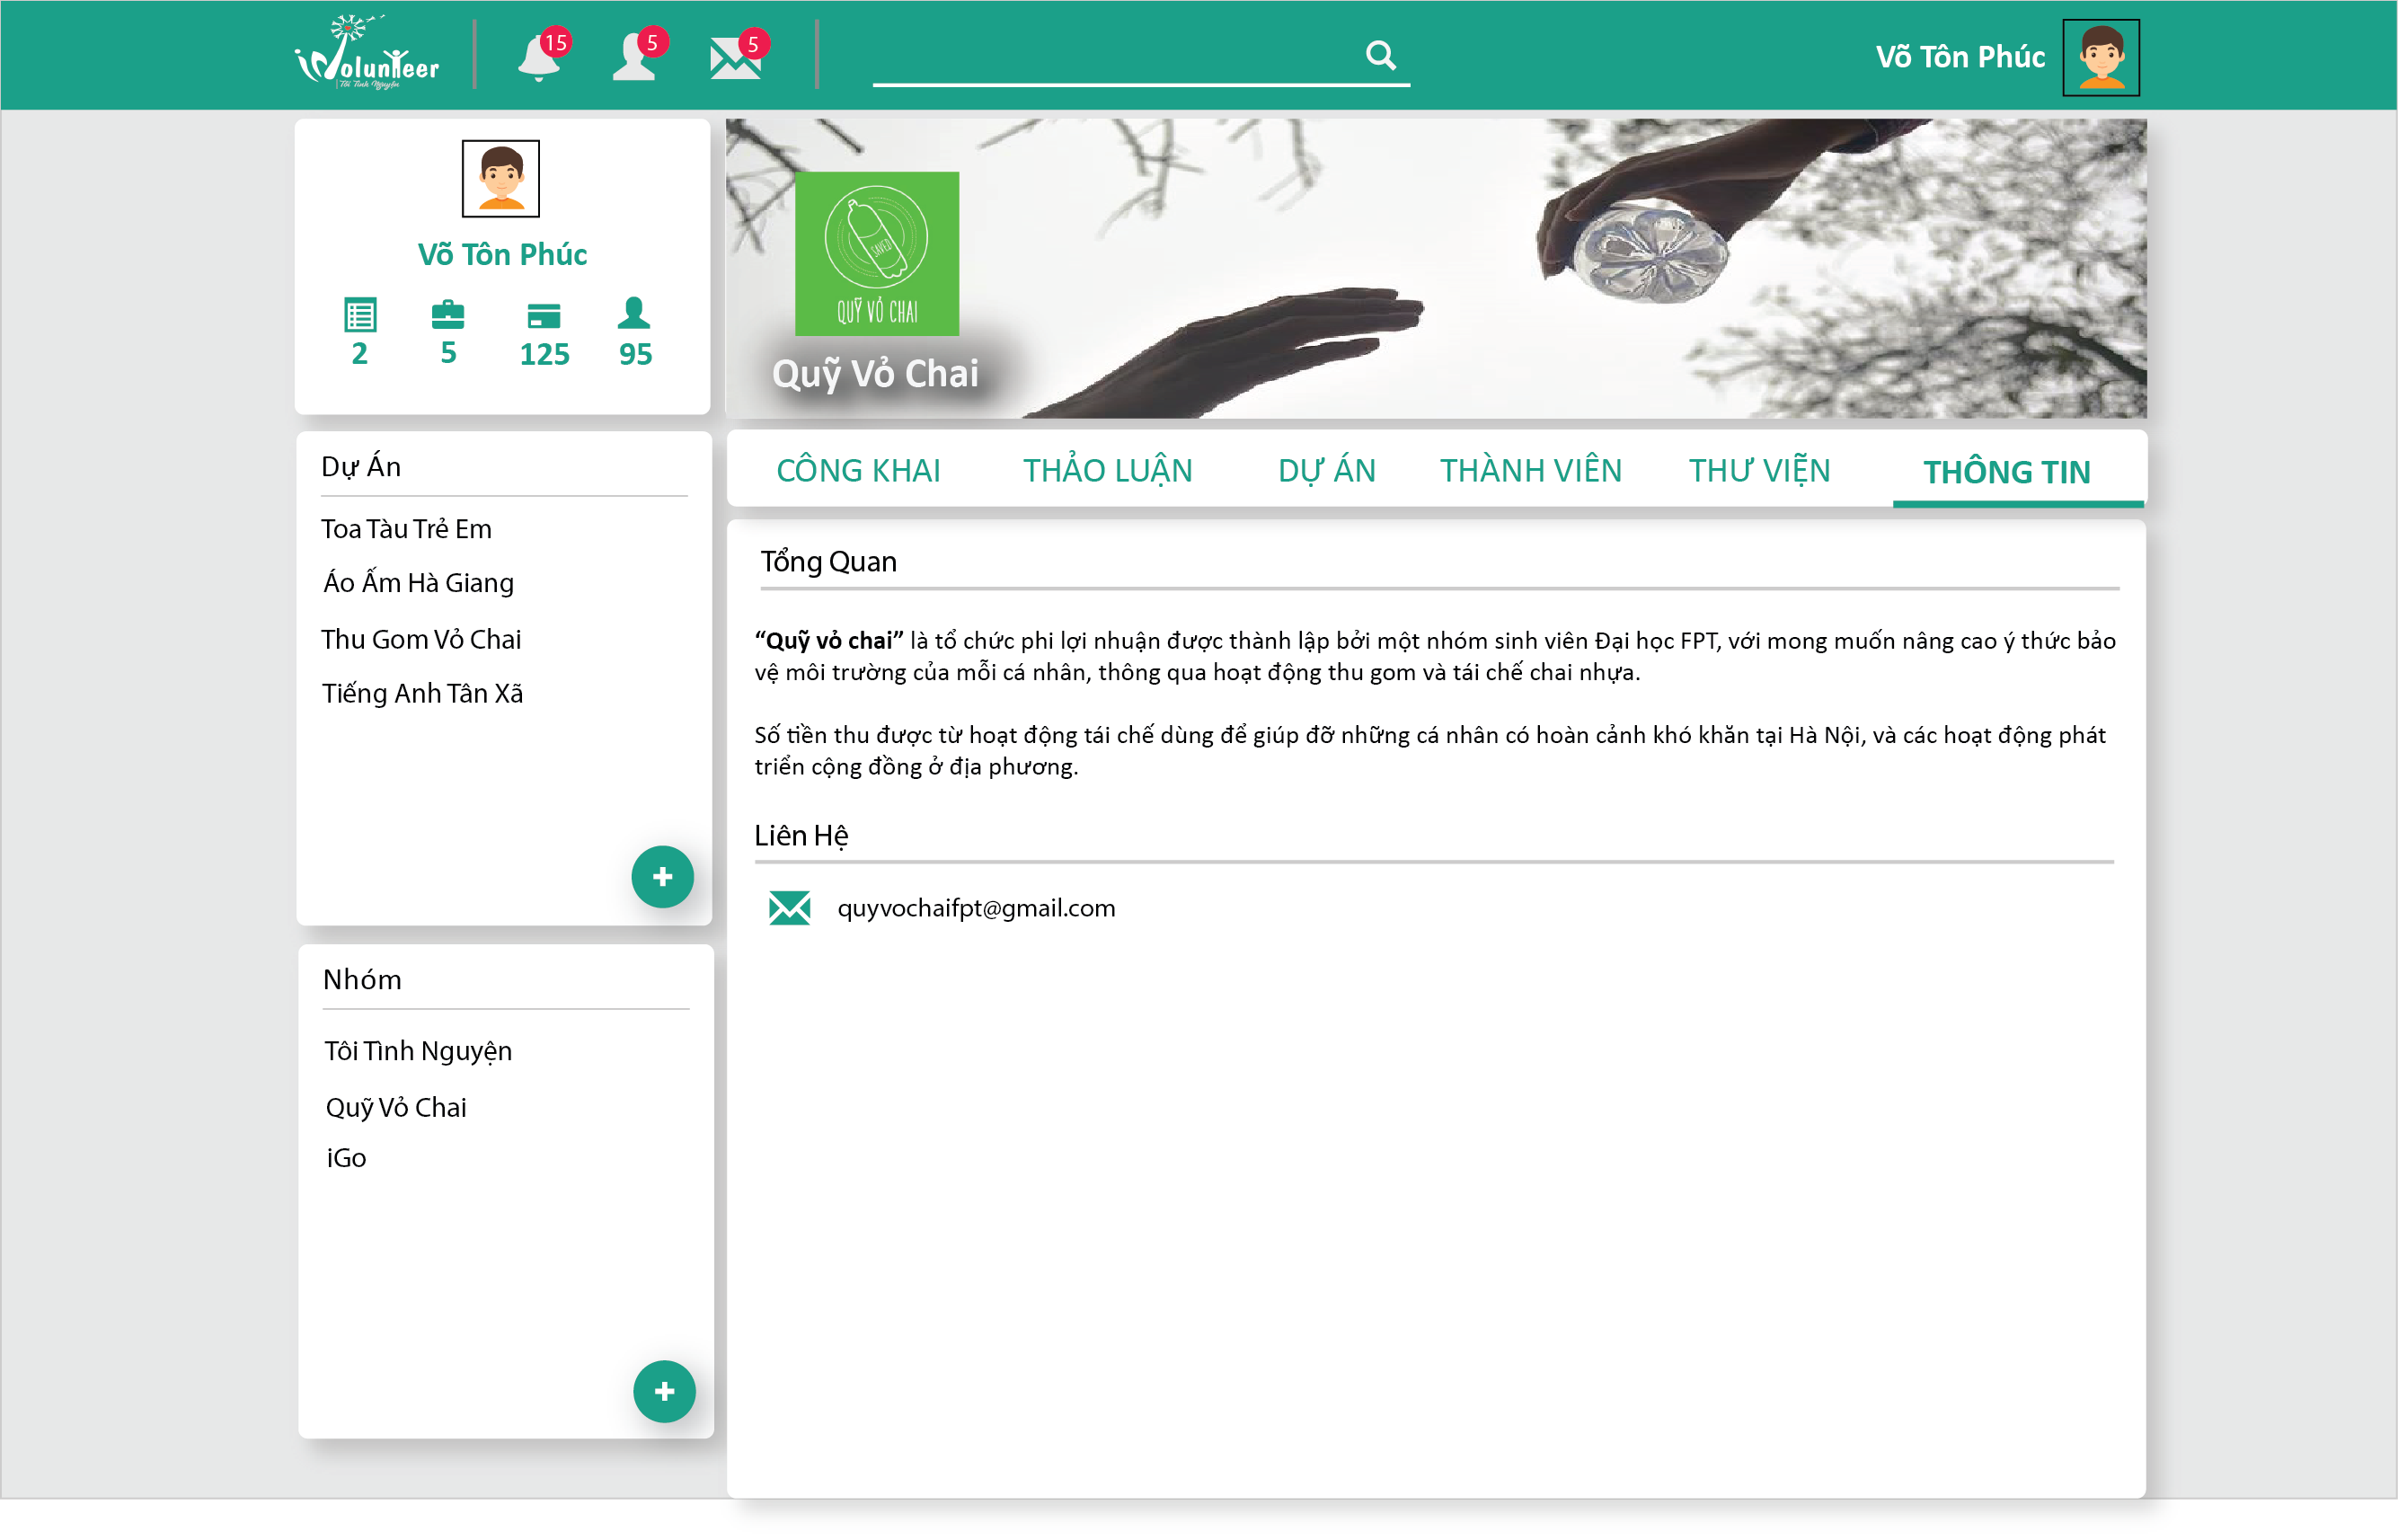 Volunteer
Tôi Tình Nguyện
15
5
5
Võ Tôn Phúc
Võ Tôn Phúc
2
5
125
95
SAVED
QUỸ VỎ CHAI
Quỹ Vỏ Chai
CÔNG KHAI
THẢO LUẬN
DỰ ÁN
THÀNH VIÊN
THƯ VIỆN
THÔNG TIN
Dự Án
Toa Tàu Trẻ Em
Áo Ấm Hà Giang
Thu Gom Vỏ Chai
Tiếng Anh Tân Xã
Nhóm
Tôi Tình Nguyện
Quỹ Vỏ Chai
iGo
Tổng Quan
“Quỹ vỏ chai” là tổ chức phi lợi nhuận được thành lập bởi một nhóm sinh viên Đại học FPT, với mong muốn nâng cao ý thức bảo
vệ môi trường của mỗi cá nhân, thông qua hoạt động thu gom và tái chế chai nhựa.
Số tiền thu được từ hoạt động tái chế dùng để giúp đỡ những cá nhân có hoàn cảnh khó khăn tại Hà Nội, và các hoạt động phát
triển cộng đồng ở địa phương.
Liên Hệ
quyvochaifpt@gmail.com